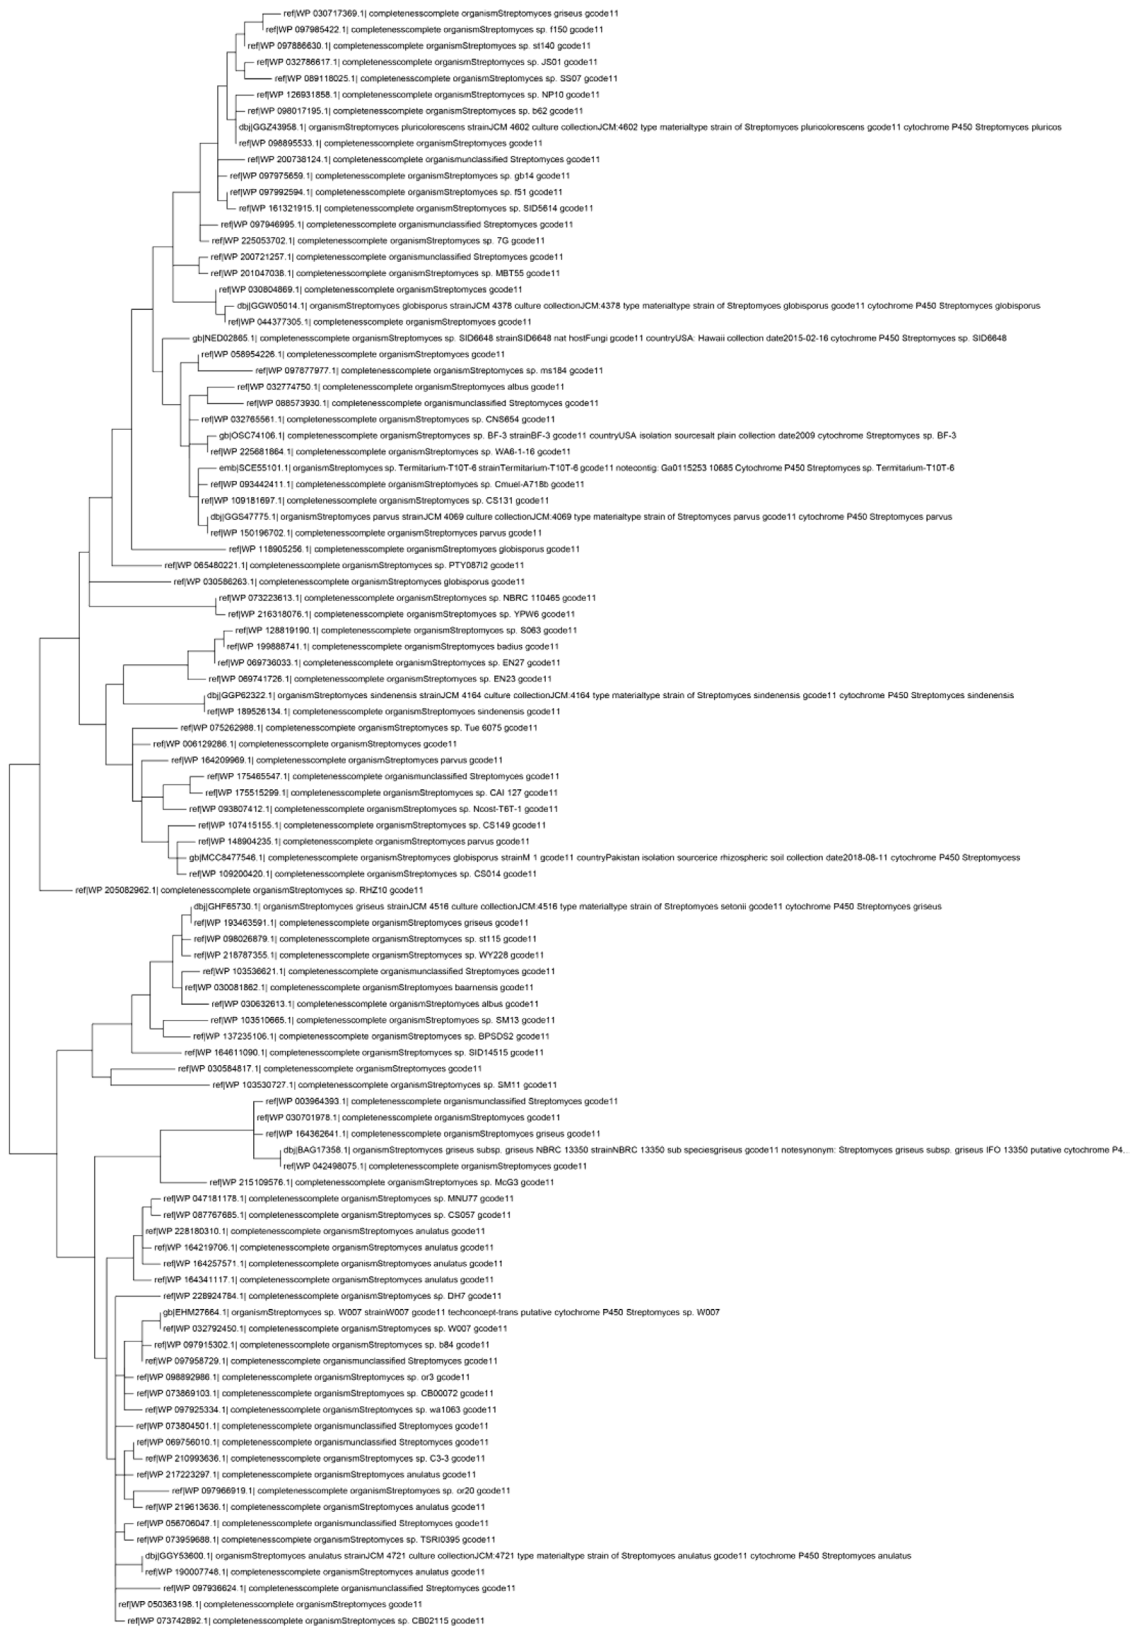 ref|WP 030717369.1| completenesscomplete organismStreptomyces griseus gcode11
ref|WP 097985422.1| completenesscomplete organismStreptomyces sp. f150 gcode11
ref|WP 097886630.1| completenesscomplete organismStreptomyces sp. st140 gcode11
ref|WP 032786617.1| completenesscomplete organismStreptomyces sp. JS01 gcode11
ref|WP 089118025.1| completenesscomplete organismStreptomyces sp. SS07 gcode11
ref|WP 126931858.1| completenesscomplete organismStreptomyces sp. NP10 gcode11
ref|WP 098017195.1| completenesscomplete organismStreptomyces sp. b62 gcode11
dbj|GGZ43958.1| organismStreptomyces pluricolorescens strainJCM 4602 culture collectionJCM:4602 type materialtype strain of Streptomyces pluricolorescens gcode11 cytochrome P450 Streptomyces pluricos
ref|WP 098895533.1| completenesscomplete organismStreptomyces gcode11
ref|WP 200738124.1| completenesscomplete organismunclassified Streptomyces gcode11
ref|WP 097975659.1| completenesscomplete organismStreptomyces sp. gb14 gcode11
ref|WP 097992594.1| completenesscomplete organismStreptomyces sp. f51 gcode11
ref|WP 161321915.1| completenesscomplete organismStreptomyces sp. SID5614 gcode11
ref|WP 097946995.1| completenesscomplete organismunclassified Streptomyces gcode11
ref|WP 225053702.1| completenesscomplete organismStreptomyces sp. 7G gcode11
ref|WP 200721257.1| completenesscomplete organismunclassified Streptomyces gcode11
ref|WP 201047038.1| completenesscomplete organismStreptomyces sp. MBT55 gcode11
ref|WP 030804869.1| completenesscomplete organismStreptomyces gcode11
dbj|GGW05014.1| organismStreptomyces globisporus strainJCM 4378 culture collectionJCM:4378 type materialtype strain of Streptomyces globisporus gcode11 cytochrome P450 Streptomyces globisporus
ref|WP 044377305.1| completenesscomplete organismStreptomyces gcode11
gb|NED02865.1| completenesscomplete organismStreptomyces sp. SID6648 strainSID6648 nat hostFungi gcode11 countryUSA: Hawaii collection date2015-02-16 cytochrome P450 Streptomyces sp. SID6648
ref|WP 058954226.1| completenesscomplete organismStreptomyces gcode11
ref|WP 097877977.1| completenesscomplete organismStreptomyces sp. ms184 gcode11
ref|WP 032774750.1| completenesscomplete organismStreptomyces albus gcode11
ref|WP 088573930.1| completenesscomplete organismunclassified Streptomyces gcode11
ref|WP 032765561.1| completenesscomplete organismStreptomyces sp. CNS654 gcode11
gb|OSC74106.1| completenesscomplete organismStreptomyces sp. BF-3 strainBF-3 gcode11 countryUSA isolation sourcesalt plain collection date2009 cytochrome Streptomyces sp. BF-3
ref|WP 225681864.1| completenesscomplete organismStreptomyces sp. WA6-1-16 gcode11
emb|SCE55101.1| organismStreptomyces sp. Termitarium-T10T-6 strainTermitarium-T10T-6 gcode11 notecontig: Ga0115253 10685 Cytochrome P450 Streptomyces sp. Termitarium-T10T-6
ref|WP 093442411.1| completenesscomplete organismStreptomyces sp. Cmuel-A718b gcode11
ref|WP 109181697.1| completenesscomplete organismStreptomyces sp. CS131 gcode11
dbj|GGS47775.1| organismStreptomyces parvus strainJCM 4069 culture collectionJCM:4069 type materialtype strain of Streptomyces parvus gcode11 cytochrome P450 Streptomyces parvus
ref|WP 150196702.1| completenesscomplete organismStreptomyces parvus gcode11
ref|WP 118905256.1| completenesscomplete organismStreptomyces globisporus gcode11
ref|WP 065480221.1| completenesscomplete organismStreptomyces sp. PTY087I2 gcode11
ref|WP 030586263.1| completenesscomplete organismStreptomyces globisporus gcode11
ref|WP 073223613.1| completenesscomplete organismStreptomyces sp. NBRC 110465 gcode11
ref|WP 216318076.1| completenesscomplete organismStreptomyces sp. YPW6 gcode11
ref|WP 128819190.1| completenesscomplete organismStreptomyces sp. S063 gcode11
ref|WP 199888741.1| completenesscomplete organismStreptomyces badius gcode11
ref|WP 069736033.1| completenesscomplete organismStreptomyces sp. EN27 gcode11
ref|WP 069741726.1| completenesscomplete organismStreptomyces sp. EN23 gcode11
dbj|GGP62322.1| organismStreptomyces sindenensis strainJCM 4164 culture collectionJCM:4164 type materialtype strain of Streptomyces sindenensis gcode11 cytochrome P450 Streptomyces sindenensis
ref|WP 189526134.1| completenesscomplete organismStreptomyces sindenensis gcode11
ref|WP 075262988.1| completenesscomplete organismStreptomyces sp. Tue 6075 gcode11
ref|WP 006129286.1| completenesscomplete organismStreptomyces gcode11
ref|WP 164209969.1| completenesscomplete organismStreptomyces parvus gcode11
ref|WP 175465547.1| completenesscomplete organismunclassified Streptomyces gcode11
ref|WP 175515299.1| completenesscomplete organismStreptomyces sp. CAI 127 gcode11
ref|WP 093807412.1| completenesscomplete organismStreptomyces sp. Ncost-T6T-1 gcode11
ref|WP 107415155.1| completenesscomplete organismStreptomyces sp. CS149 gcode11
ref|WP 148904235.1| completenesscomplete organismStreptomyces parvus gcode11
gb|MCC8477546.1| completenesscomplete organismStreptomyces globisporus strainM 1 gcode11 countryPakistan isolation sourcerice rhizospheric soil collection date2018-08-11 cytochrome P450 Streptomycess
ref|WP 109200420.1| completenesscomplete organismStreptomyces sp. CS014 gcode11
ref|WP 205082962.1| completenesscomplete organismStreptomyces sp. RHZ10 gcode11
dbj|GHF65730.1| organismStreptomyces griseus strainJCM 4516 culture collectionJCM:4516 type materialtype strain of Streptomyces setonii gcode11 cytochrome P450 Streptomyces griseus
ref|WP 193463591.1| completenesscomplete organismStreptomyces griseus gcode11
ref|WP 098026879.1| completenesscomplete organismStreptomyces sp. st115 gcode11
ref|WP 218787355.1| completenesscomplete organismStreptomyces sp. WY228 gcode11
ref|WP 103536621.1| completenesscomplete organismunclassified Streptomyces gcode11
ref|WP 030081862.1| completenesscomplete organismStreptomyces baarnensis gcode11
ref|WP 030632613.1| completenesscomplete organismStreptomyces albus gcode11
ref|WP 103510665.1| completenesscomplete organismStreptomyces sp. SM13 gcode11
ref|WP 137235106.1| completenesscomplete organismStreptomyces sp. BPSDS2 gcode11
ref|WP 164611090.1| completenesscomplete organismStreptomyces sp. SID14515 gcode11
ref|WP 030584817.1| completenesscomplete organismStreptomyces gcode11
ref|WP 103530727.1| completenesscomplete organismStreptomyces sp. SM11 gcode11
ref|WP 003964393.1| completenesscomplete organismunclassified Streptomyces gcode11
ref|WP 030701978.1| completenesscomplete organismStreptomyces gcode11
ref|WP 164362641.1| completenesscomplete organismStreptomyces griseus gcode11
dbj|BAG17358.1| organismStreptomyces griseus subsp. griseus NBRC 13350 strainNBRC 13350 sub speciesgriseus gcode11 notesynonym: Streptomyces griseus subsp. griseus IFO 13350 putative cytochrome P4...
ref|WP 042498075.1| completenesscomplete organismStreptomyces gcode11
ref|WP 215109576.1| completenesscomplete organismStreptomyces sp. McG3 gcode11
ref|WP 047181178.1| completenesscomplete organismStreptomyces sp. MNU77 gcode11
ref|WP 087767685.1| completenesscomplete organismStreptomyces sp. CS057 gcode11
ref|WP 228180310.1| completenesscomplete organismStreptomyces anulatus gcode11
ref|WP 164219706.1| completenesscomplete organismStreptomyces anulatus gcode11
ref|WP 164257571.1| completenesscomplete organismStreptomyces anulatus gcode11
ref|WP 164341117.1| completenesscomplete organismStreptomyces anulatus gcode11
ref|WP 228924784.1| completenesscomplete organismStreptomyces sp. DH7 gcode11
gb|EHM27664.1| organismStreptomyces sp. W007 strainW007 gcode11 techconcept-trans putative cytochrome P450 Streptomyces sp. W007
ref|WP 032792450.1| completenesscomplete organismStreptomyces sp. W007 gcode11
ref|WP 097915302.1| completenesscomplete organismStreptomyces sp. b84 gcode11
ref|WP 097958729.1| completenesscomplete organismunclassified Streptomyces gcode11
ref|WP 098892986.1| completenesscomplete organismStreptomyces sp. or3 gcode11
ref|WP 073869103.1| completenesscomplete organismStreptomyces sp. CB00072 gcode11
ref|WP 097925334.1| completenesscomplete organismStreptomyces sp. wa1063 gcode11
ref|WP 073804501.1| completenesscomplete organismunclassified Streptomyces gcode11
ref|WP 069756010.1| completenesscomplete organismunclassified Streptomyces gcode11
ref|WP 210993636.1| completenesscomplete organismStreptomyces sp. C3-3 gcode11
ref|WP 217223297.1| completenesscomplete organismStreptomyces anulatus gcode11
ref|WP 097966919.1| completenesscomplete organismStreptomyces sp. or20 gcode11
ref|WP 219613636.1| completenesscomplete organismStreptomyces anulatus gcode11
ref|WP 056706047.1| completenesscomplete organismunclassified Streptomyces gcode11
ref|WP 073959688.1| completenesscomplete organismStreptomyces sp. TSRI0395 gcode11
dbj|GGY53600.1| organismStreptomyces anulatus strainJCM 4721 culture collectionJCM:4721 type materialtype strain of Streptomyces anulatus gcode11 cytochrome P450 Streptomyces anulatus
ref|WP 190007748.1| completenesscomplete organismStreptomyces anulatus gcode11
ref|WP 097936624.1| completenesscomplete organismunclassified Streptomyces gcode11
ref|WP 050363198.1| completenesscomplete organismStreptomyces gcode11
ref|WP 073742892.1| completenesscomplete organismStreptomyces sp. CB02115 gcode11